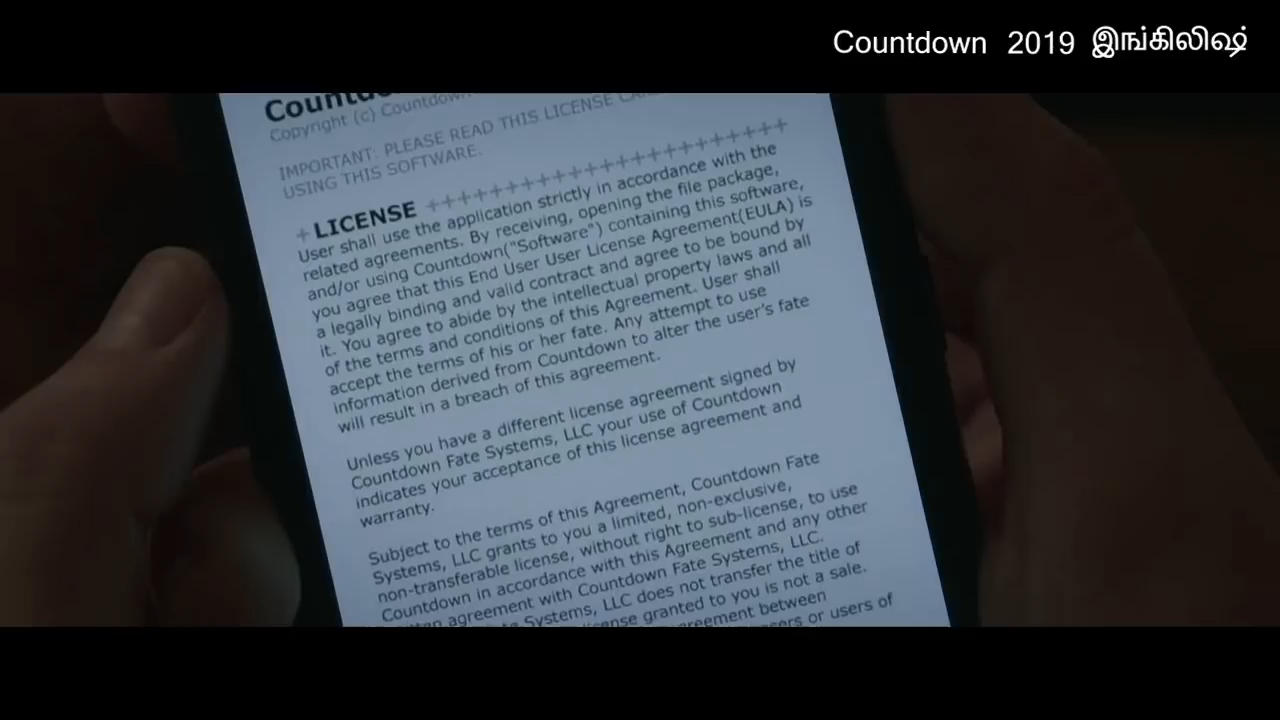 Countdown 2019 இங்கிலிஷ்
Copyright (c) Countdown
IMPORTANT: PLEASE READ THIS LICENSE
USING THIS SOFTWARE.
+LICENSE ++++++++++++++++++++++
User shall use the application strictly in accordance with the
related agreements. By receiving, opening the file package,
and/or using Countdown("Software") containing this software,
you agree that this End User User License Agreement(EULA) is
a legally binding and valid contract and agree to be bound by
it. You agree to abide by the intellectual property laws and all
of the terms and conditions of this Agreement. User shall
accept the terms of his or her fate. Any attempt to use
information derived from Countdown to alter the user's fate
will result in a breach of this agreement.
Unless you have a different license agreement signed by
Countdown Fate Systems, LLC your use of Countdown
indicates your acceptance of this license agreement and
warranty.
Subject to the terms of this Agreement, Countdown Fate
Systems, LLC grants to you a limited, non-exclusive,
non-transferable license, without right to sub-license, to use
Countdown in accordance with this Agreement and any other
agreement with Countdown Fate Systems, LLC.
Systems, LLC does not transfer the title of
granted to you is not a sale.
between
or users of